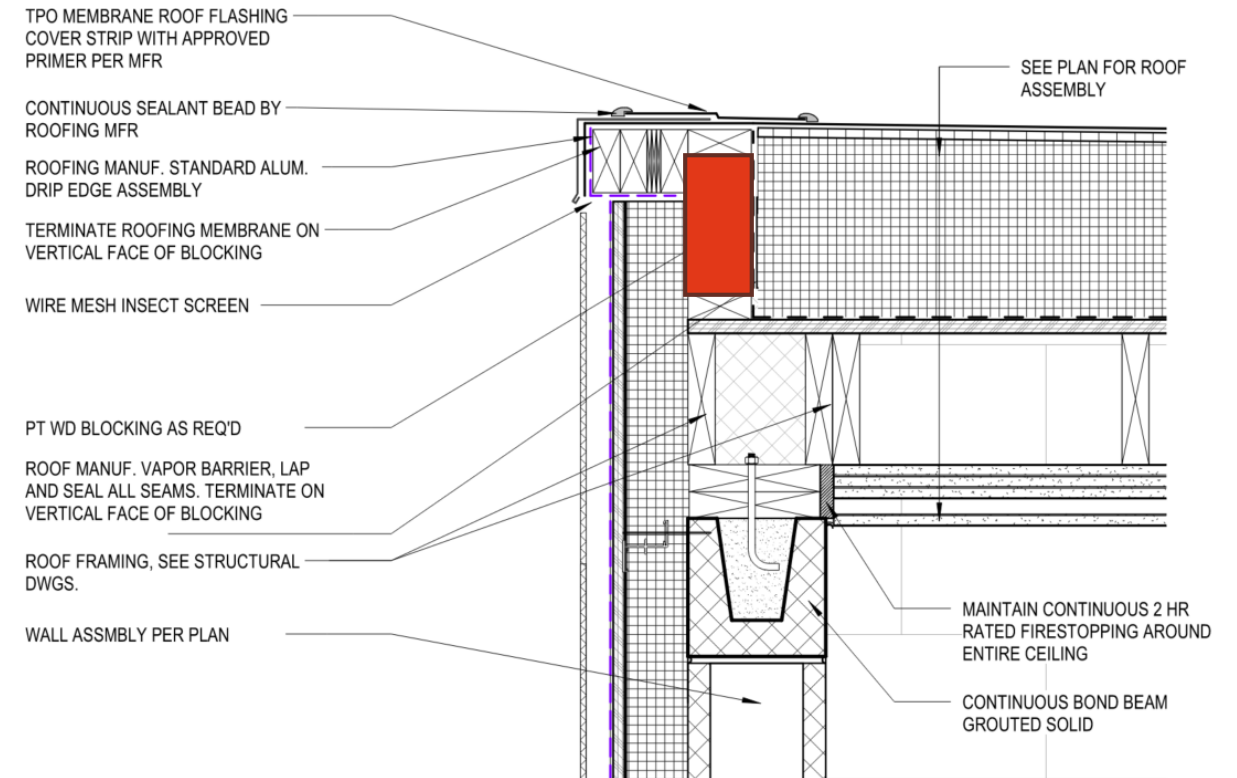 TPO MEMBRANE ROOF FLASHING
COVER STRIP WITH APPROVED
PRIMER PER MFR
CONTINUOUS SEALANT BEAD BY
ROOFING MFR
ROOFING MANUF. STANDARD ALUM.
DRIP EDGE ASSEMBLY
TERMINATE ROOFING MEMBRANE ON
VERTICAL FACE OF BLOCKING
WIRE MESH INSECT SCREEN
PT WD BLOCKING AS REQ'D
ROOF MANUF. VAPOR BARRIER, LAP
AND SEAL ALL SEAMS. TERMINATE ON
VERTICAL FACE OF BLOCKING
ROOF FRAMING, SEE STRUCTURAL
DWGS.
WALL ASSMBLY PER PLAN
SEE PLAN FOR ROOF
ASSEMBLY
MAINTAIN CONTINUOUS 2 HR
RATED FIRESTOPPING AROUND
ENTIRE CEILING
CONTINUOUS BOND BEAM
GROUTED SOLID